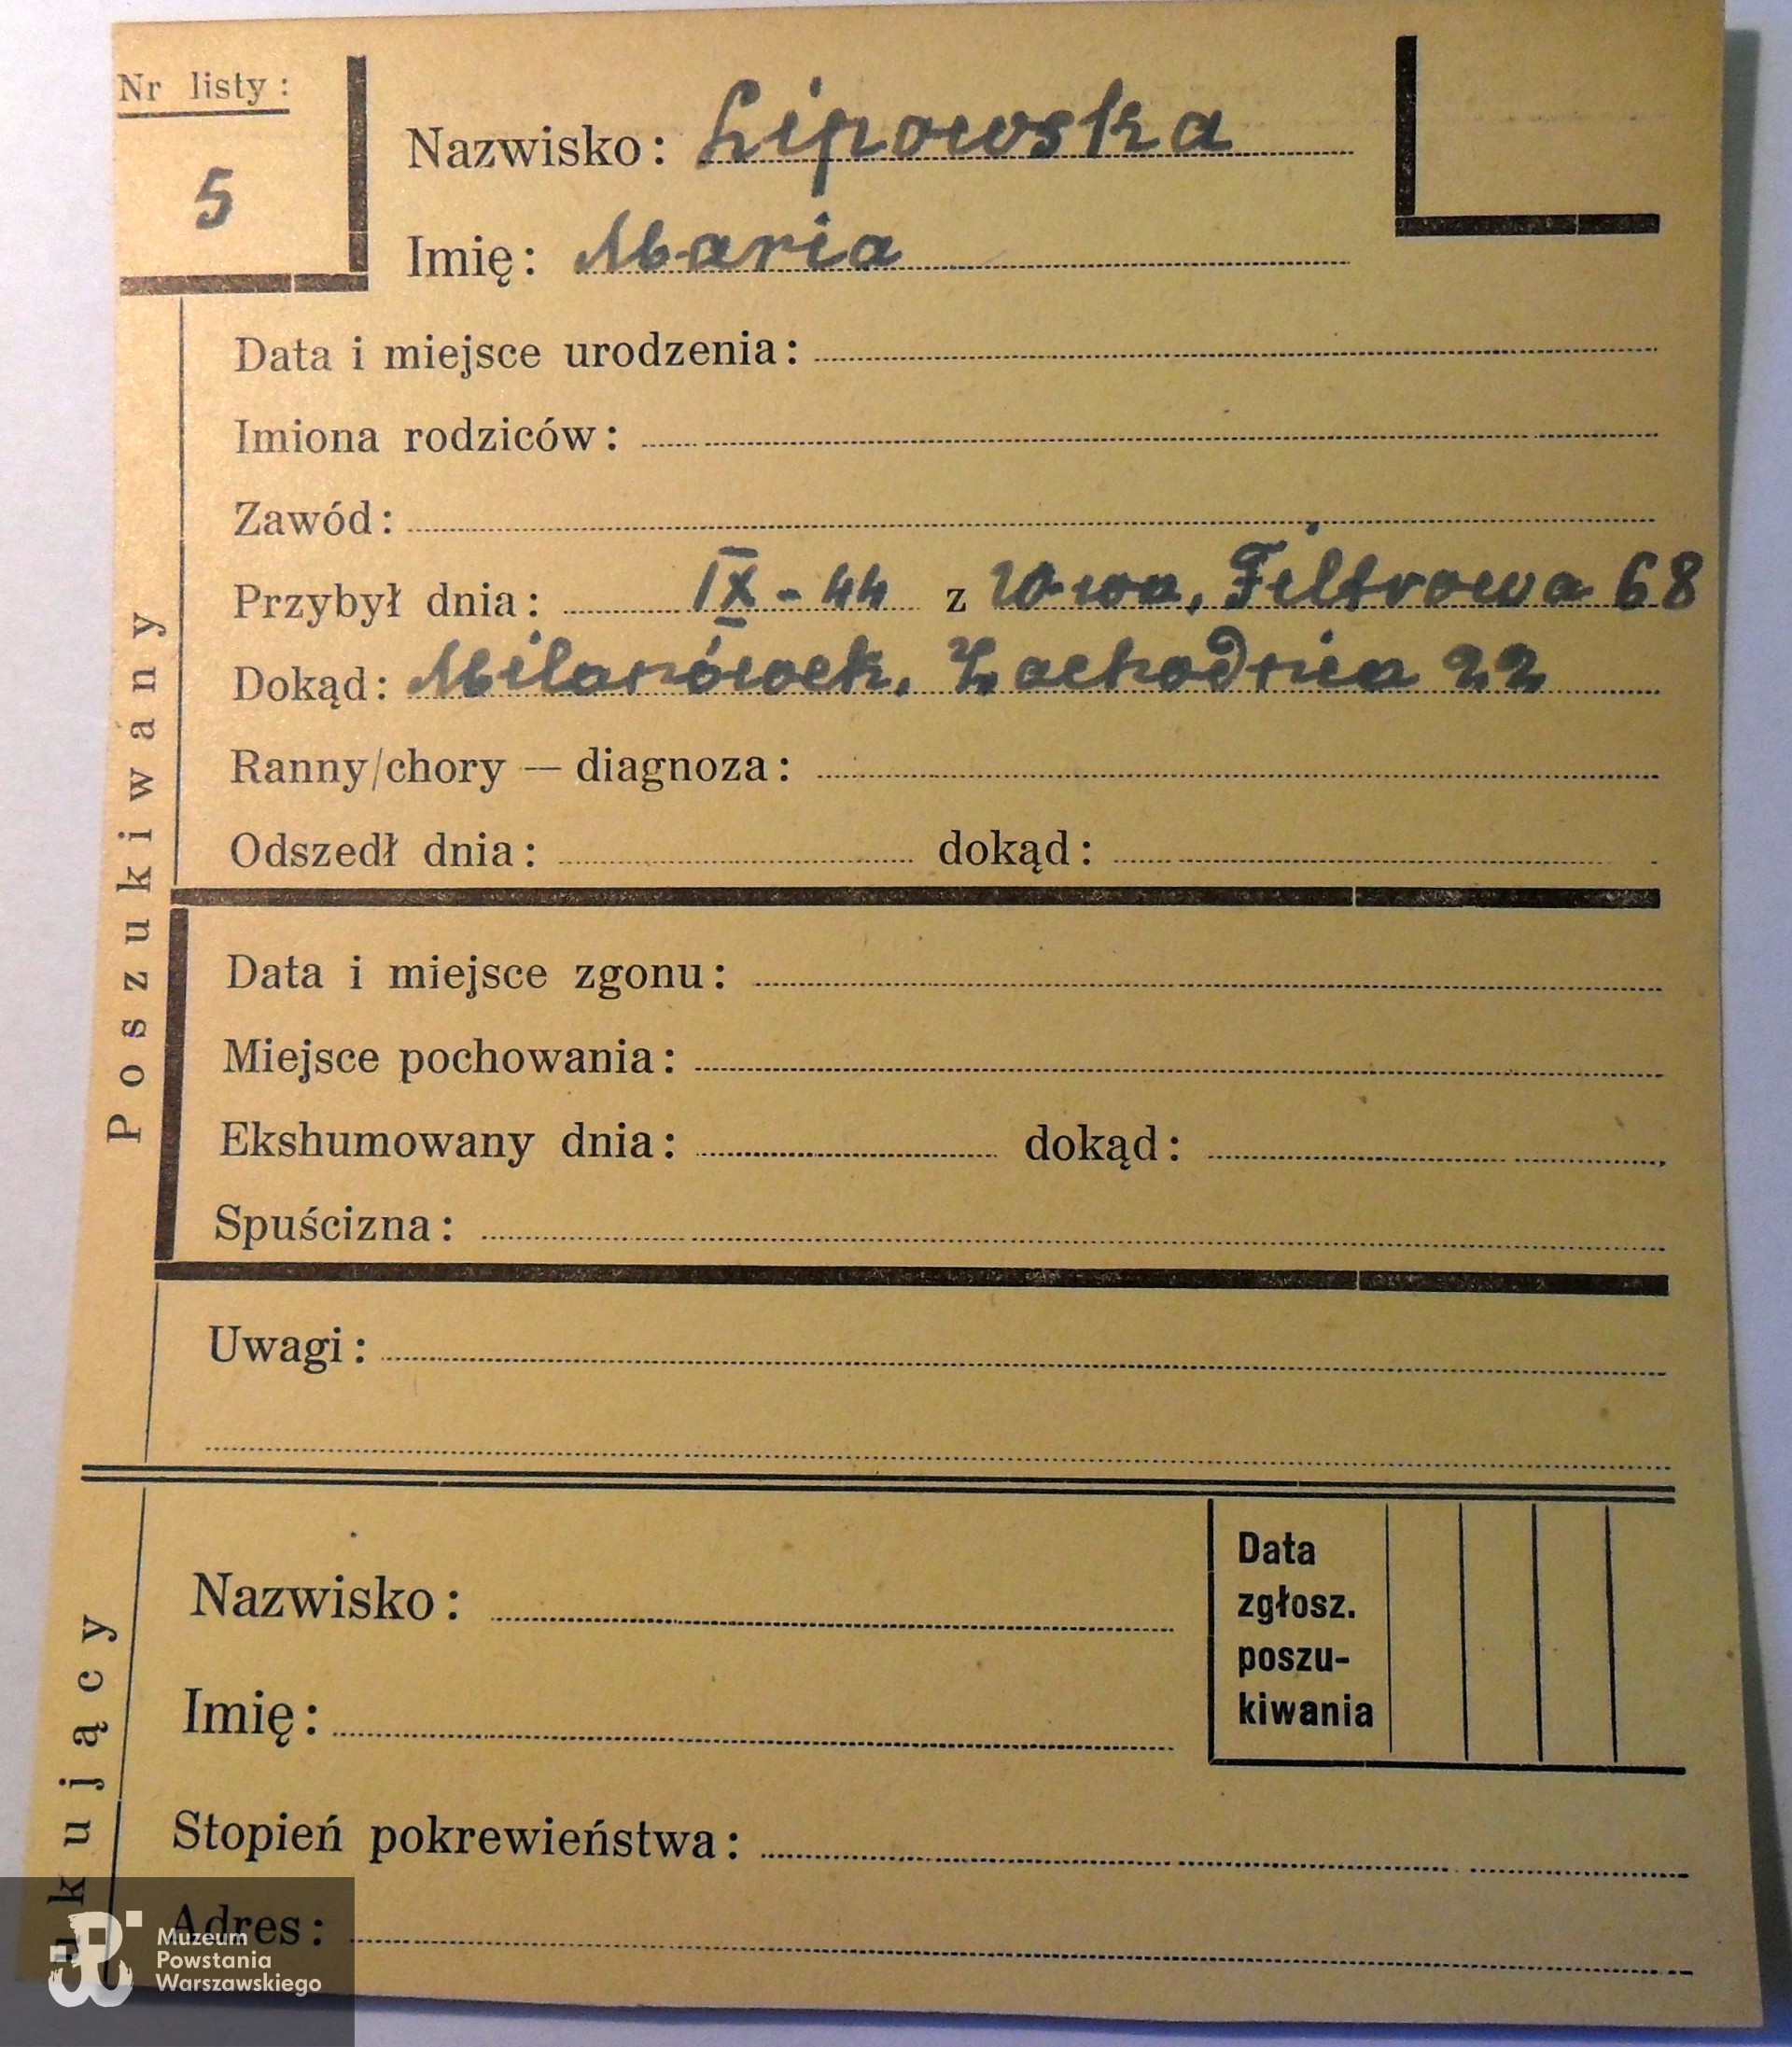 Nr listy:
5
Nazwisko: Lipowska
Imię: Maria
Poszukiwany
Data i miejsce urodzenia:
Imiona rodziców:
Zawód:
Przybył dnia: IX - 44 z W-wa, Filtrowa 68
Dokąd: Milanówek, Zachodnia 22
Ranny/chory — diagnoza:
Odszedł dnia: dokąd:
Data i miejsce zgonu:
Miejsce pochowania:
Ekshumowany dnia: dokąd:
Spuścizna:
Uwagi:
ukujący
Nazwisko:
Imię:
Data
zgłosz.
poszu-
kiwania
Stopień pokrewieństwa:
Adres:
Muzeum
Powstania
Warszawskiego